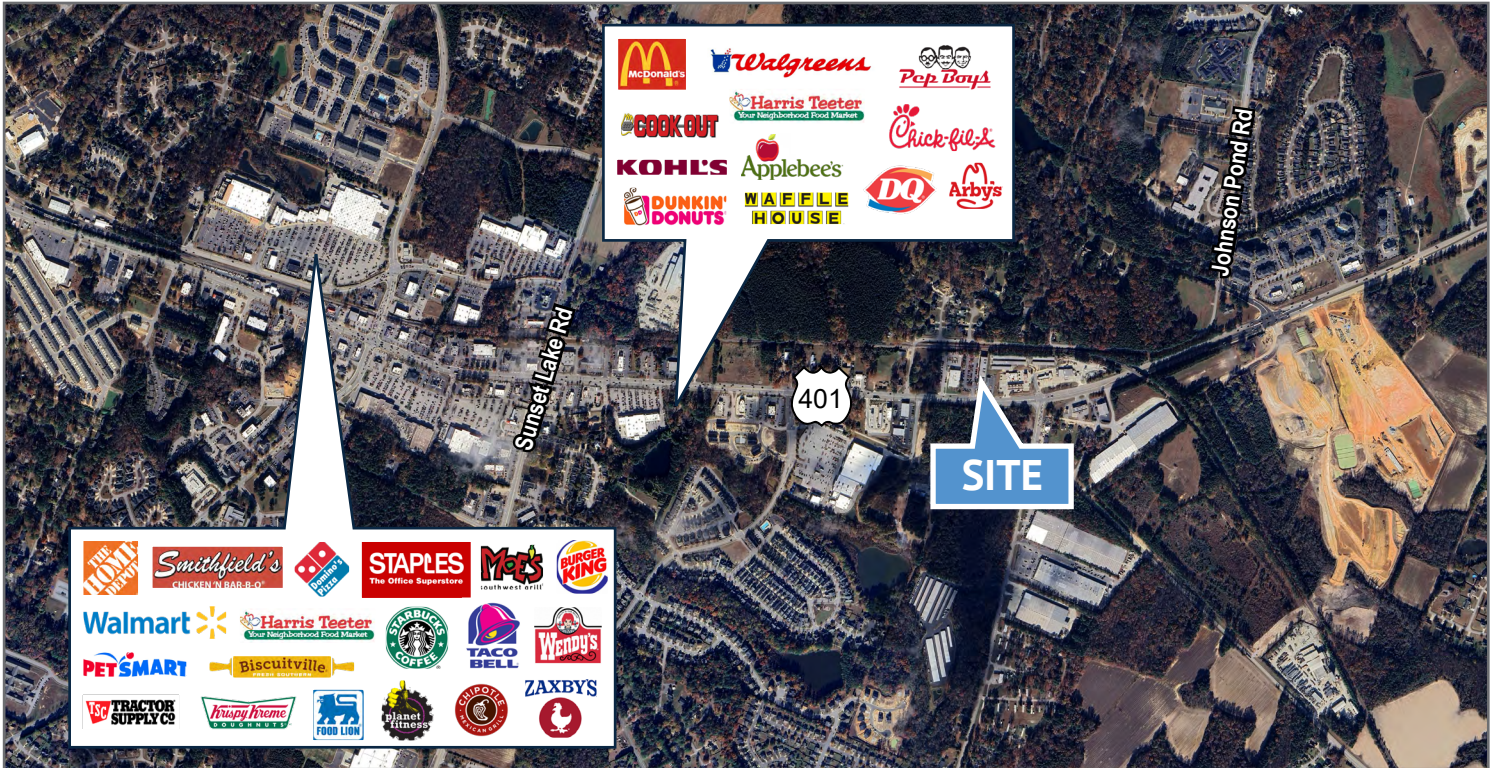 McDonald's
Walgreens
Pep Boys
COOK-OUT
Harris Teeter
Your Neighborhood Food Market
Chick-fil-A
KOHL'S
Applebee's
DQ
Arby's
DUNKIN'
DONUTS
WAFFLE
HOUSE
Johnson Pond Rd
Sunset Lake Rd
401
SITE
THE
HOME
DEPOT
Smithfield's
CHICKEN 'N BAR-B-Q
Domino's
Pizza
STAPLES
The Office Superstore
MOE'S
southwest grill
BURGER
KING
Walmart
Harris Teeter
Your Neighborhood Food Market
STARBUCKS
COFFEE
TACO
BELL
WENDY'S
PETSMART
Biscuitville
FRESH SOUTHERN
TSC TRACTOR
SUPPLY CO
Krispy Kreme
DOUGHNUTS
FOOD LION
planet
fitness
CHIPOTLE
MEXICAN GRILL
ZAXBY'S